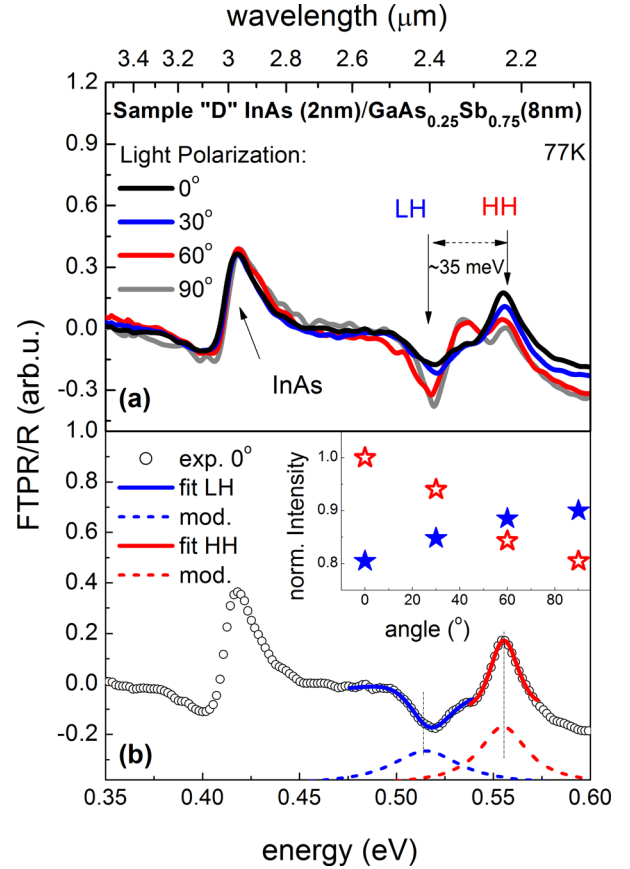 wavelength (μm)
3.4 3.2 3 2.8 2.6 2.4 2.2
Sample "D" InAs (2nm)/GaAs0.25Sb0.75(8nm)
Light Polarization:
77K
0°
30°
60°
90°
LH
HH
~35 meV
InAs
(a)
1.2
0.9
0.6
0.3
0.0
-0.3
FTPR/R (arb.u.)
1.0
0.8
0.6
0.4
0.2
0.0
-0.2
exp. 0°
fit LH
mod.
fit HH
mod.
norm. Intensity
1.0
0.9
0.8
0 20 40 60 80
angle (°)
(b)
0.35 0.40 0.45 0.50 0.55 0.60
energy (eV)